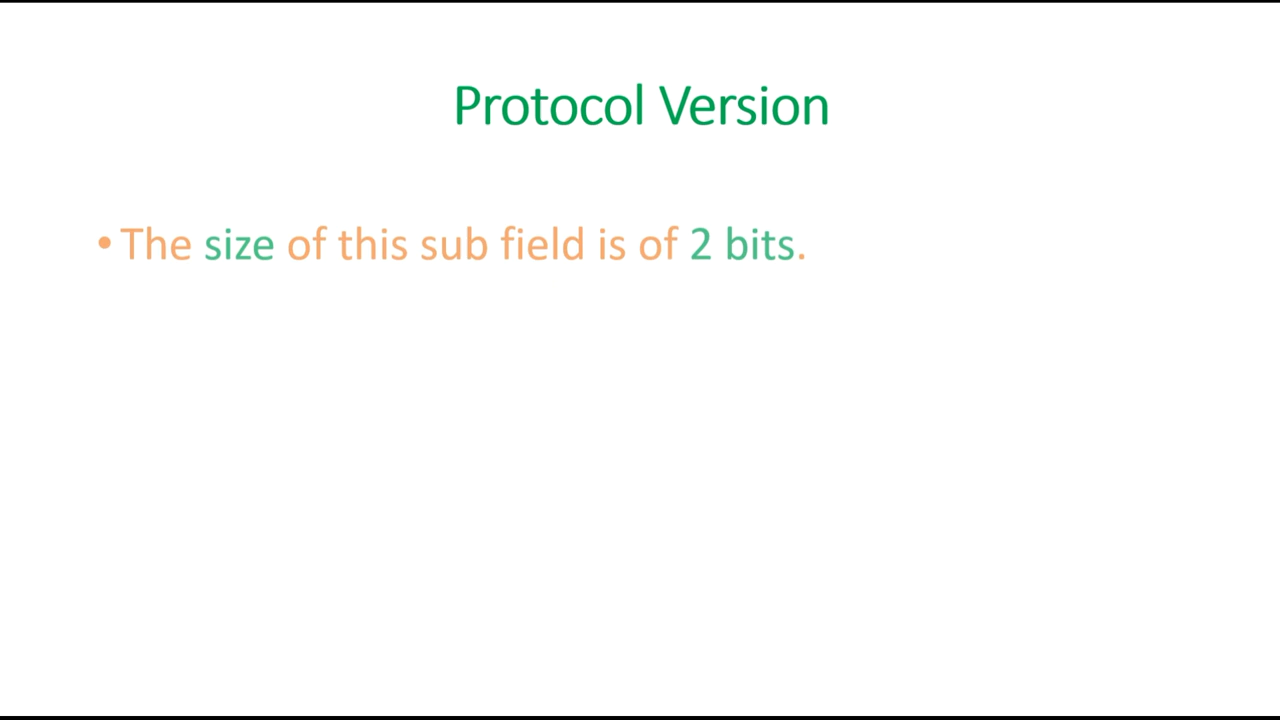 Protocol Version
• The size of this sub field is of 2 bits.